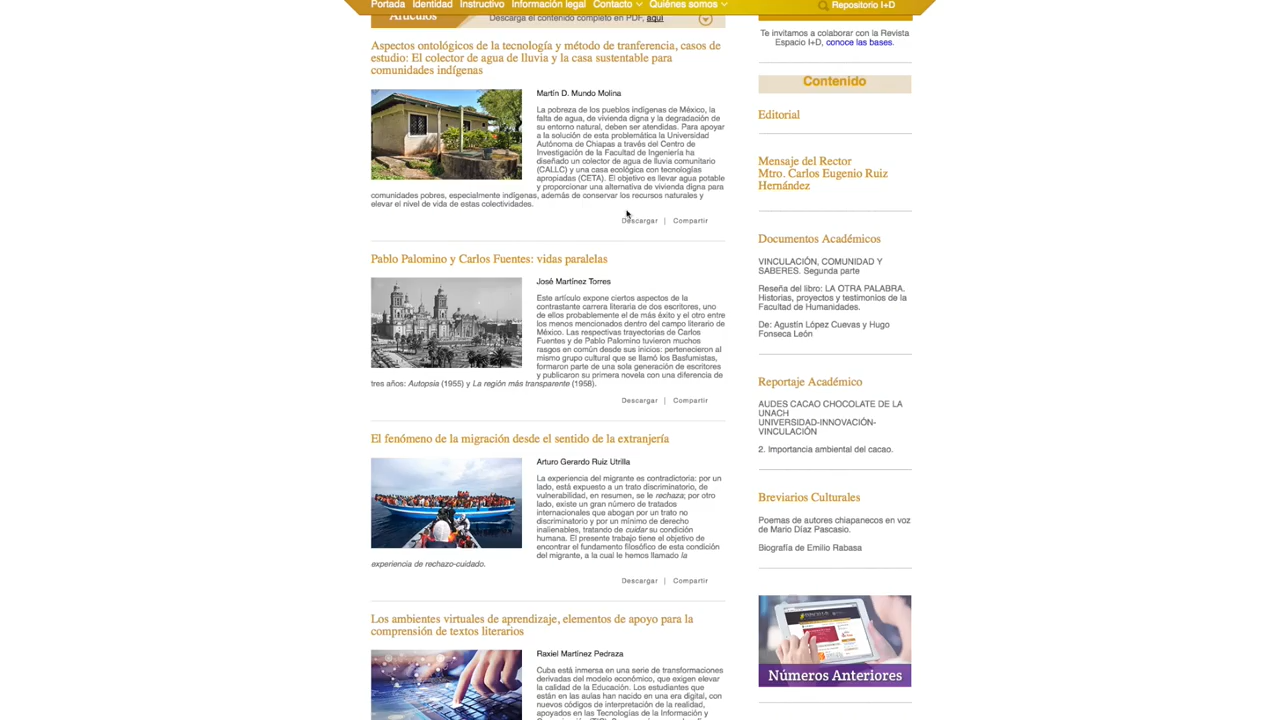 Portada Identidad Instructivo Información legal Contacto Quiénes somos Repositorio I+D
Artículos
Descarga el contenido completo en PDF, aquí
Aspectos ontológicos de la tecnología y método de tranferencia, casos de
estudio: El colector de agua de lluvia y la casa sustentable para
comunidades indígenas
Martín D. Mundo Molina
La pobreza de los pueblos indígenas de México, la
falta de agua, de vivienda digna y la degradación de
su entorno natural, deben ser atendidas. Para apoyar
a la solución de esta problemática la Universidad
Autónoma de Chiapas a través del Centro de
Investigación de la Facultad de Ingeniería ha
diseñado un colector de agua de lluvia comunitario
(CALLC) y una casa ecológica con tecnologías
apropiadas (CETA). El objetivo es llevar agua potable
y proporcionar una alternativa de vivienda digna para
comunidades pobres, especialmente indígenas, además de conservar los recursos naturales y
elevar el nivel de vida de estas colectividades.
Descargar | Compartir
Pablo Palomino y Carlos Fuentes: vidas paralelas
José Martínez Torres
Este artículo expone ciertos aspectos de la
contrastante carrera literaria de dos escritores, uno
de ellos probablemente el de más éxito y el otro entre
los menos mencionados dentro del campo literario de
México. Las respectivas trayectorias de Carlos
Fuentes y de Pablo Palomino tuvieron muchos
rasgos en común desde sus inicios: pertenecieron al
mismo grupo cultural que se llamó los Basfumistas,
formaron parte de una sola generación de escritores
y publicaron su primera novela con una diferencia de
tres años: Autopsia (1955) y La región más transparente (1958).
Descargar | Compartir
El fenómeno de la migración desde el sentido de la extranjería
Arturo Gerardo Ruiz Utrilla
La experiencia del migrante es contradictoria: por un
lado, está expuesto a un trato discriminatorio, de
vulnerabilidad, en resumen, se le rechaza; por otro
lado, existe un gran número de tratados
internacionales que abogan por un trato no
discriminatorio y por un mínimo de derecho
inalienables, tratando de cuidar su condición
humana. El presente trabajo tiene el objetivo de
encontrar el fundamento filosófico de esta condición
del migrante, a la cual le hemos llamado la
experiencia de rechazo-cuidado.
Descargar | Compartir
Los ambientes virtuales de aprendizaje, elementos de apoyo para la
comprensión de textos literarios
Raxiel Martinez Pedraza
Cuba está inmersa en una serie de transformaciones
derivadas del modelo económico, que exigen elevar
la calidad de la Educación. Los estudiantes que
están en las aulas han nacido en una era digital, con
nuevos códigos de interpretación de la realidad,
apoyados en las Tecnologías de la Información y
Te invitamos a colaborar con la Revista
Espacio I+D, conoce las bases.
Contenido
Editorial
Mensaje del Rector
Mtro. Carlos Eugenio Ruiz
Hernández
Documentos Académicos
VINCULACIÓN, COMUNIDAD Y
SABERES. Segunda parte
Reseña del libro: LA OTRA PALABRA.
Historias, proyectos y testimonios de la
Facultad de Humanidades.
De: Agustín López Cuevas y Hugo
Fonseca León
Reportaje Académico
AUDES CACAO CHOCOLATE DE LA
UNACH
UNIVERSIDAD-INNOVACIÓN-
VINCULACIÓN
2. Importancia ambiental del cacao.
Breviarios Culturales
Poemas de autores chiapanecos en voz
de Mario Díaz Pascasio.
Biografía de Emilio Rabasa
Números Anteriores